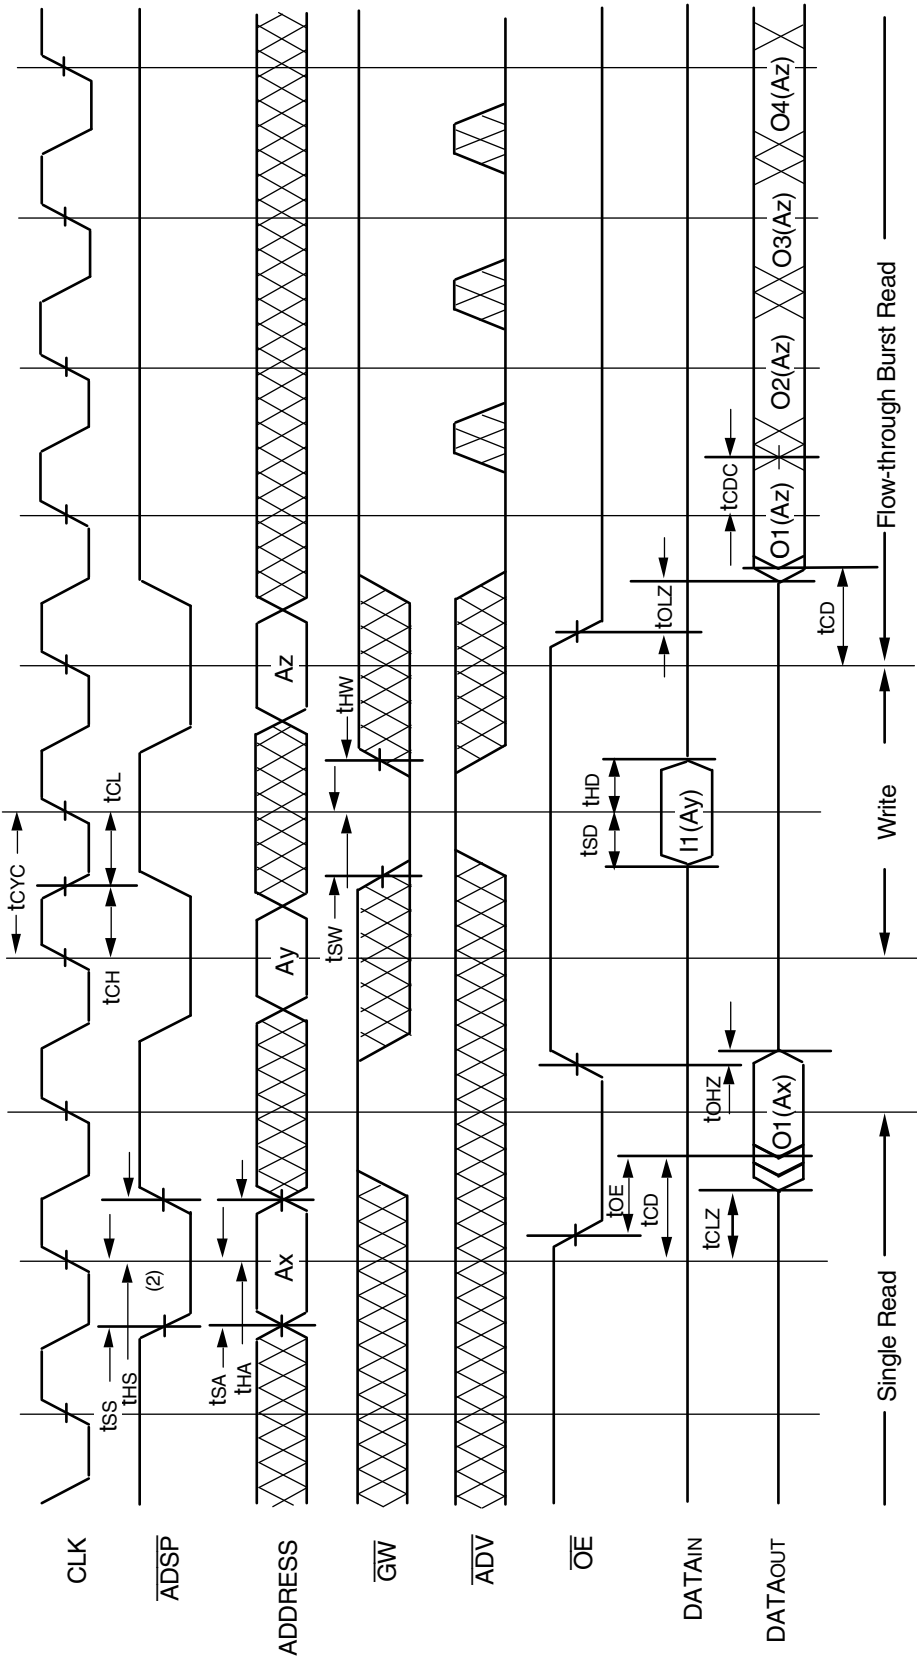 CLK
tCYC
tCH
tCL
ADSP
tSS
tHS
(2)
ADDRESS
tSA
tHA
Ax
Ay
Az
GW
tSW
tHW
ADV
OE
tOE
tOHZ
tOLZ
DATAIN
tSD
tHD
I1(Ay)
tCD
tCLZ
DATAOUT
O1(Ax)
O1(Az)
tCDC
O2(Az)
O3(Az)
O4(Az)
tCD
Single Read
Write
Flow-through Burst Read